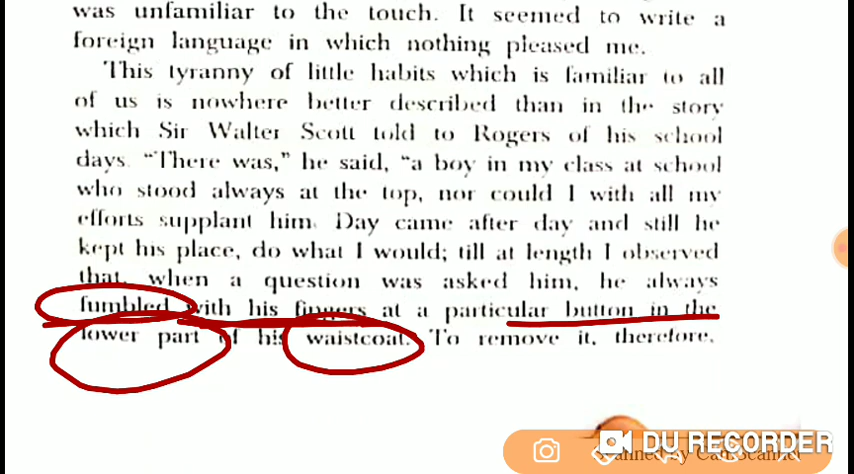 was unfamiliar to the touch. It seemed to write a
foreign language in which nothing pleased me.
This tyranny of little habits which is familiar to all
of us is nowhere better described than in the story
which Sir Walter Scott told to Rogers of his school
days. “There was,” he said, “a boy in my class at school
who stood always at the top, nor could I with all my
efforts supplant him. Day came after day and still he
kept his place, do what I would; till at length I observed
that, when a question was asked him, he always
fumbled with his fingers at a particular button in the
lower part of his waistcoat. To remove it, therefore,
DU RECORDER
Scanned by CamScanner